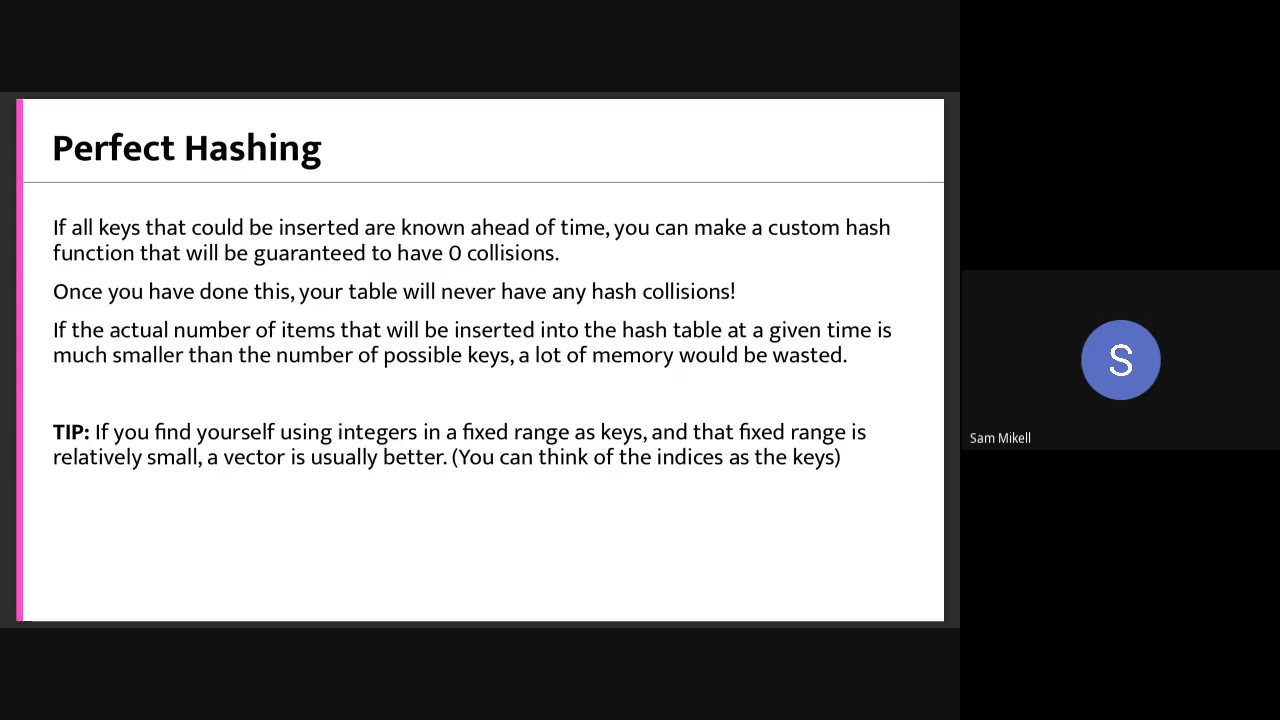 Perfect Hashing
If all keys that could be inserted are known ahead of time, you can make a custom hash
function that will be guaranteed to have 0 collisions.
Once you have done this, your table will never have any hash collisions!
If the actual number of items that will be inserted into the hash table at a given time is
much smaller than the number of possible keys, a lot of memory would be wasted.
TIP: If you find yourself using integers in a fixed range as keys, and that fixed range is
relatively small, a vector is usually better. (You can think of the indices as the keys)
S
Sam Mikell